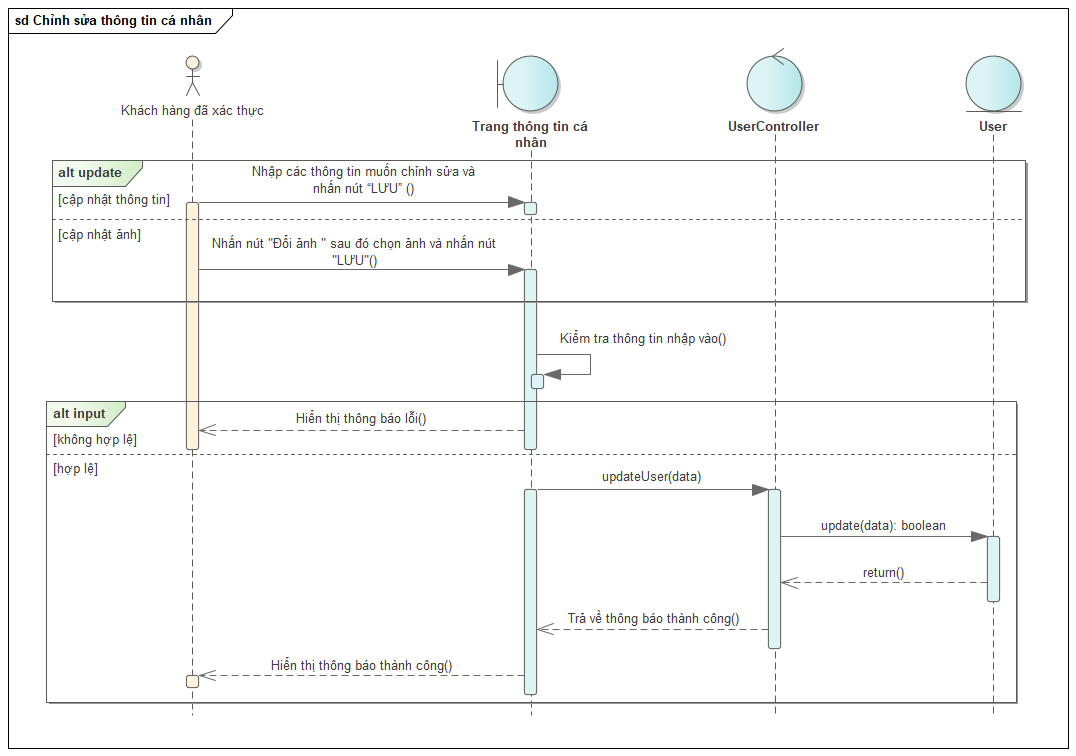 sd Chỉnh sửa thông tin cá nhân
Khách hàng đã xác thực
Trang thông tin cá
nhân
UserController
User
alt update
[cập nhật thông tin]
Nhập các thông tin muốn chỉnh sửa và
nhấn nút “LƯU” ()
[cập nhật ảnh]
Nhấn nút "Đổi ảnh " sau đó chọn ảnh và nhấn nút
"LƯU"()
Kiểm tra thông tin nhập vào()
alt input
[không hợp lệ]
Hiển thị thông báo lỗi()
[hợp lệ]
updateUser(data)
update(data): boolean
return()
Trả về thông báo thành công()
Hiển thị thông báo thành công()